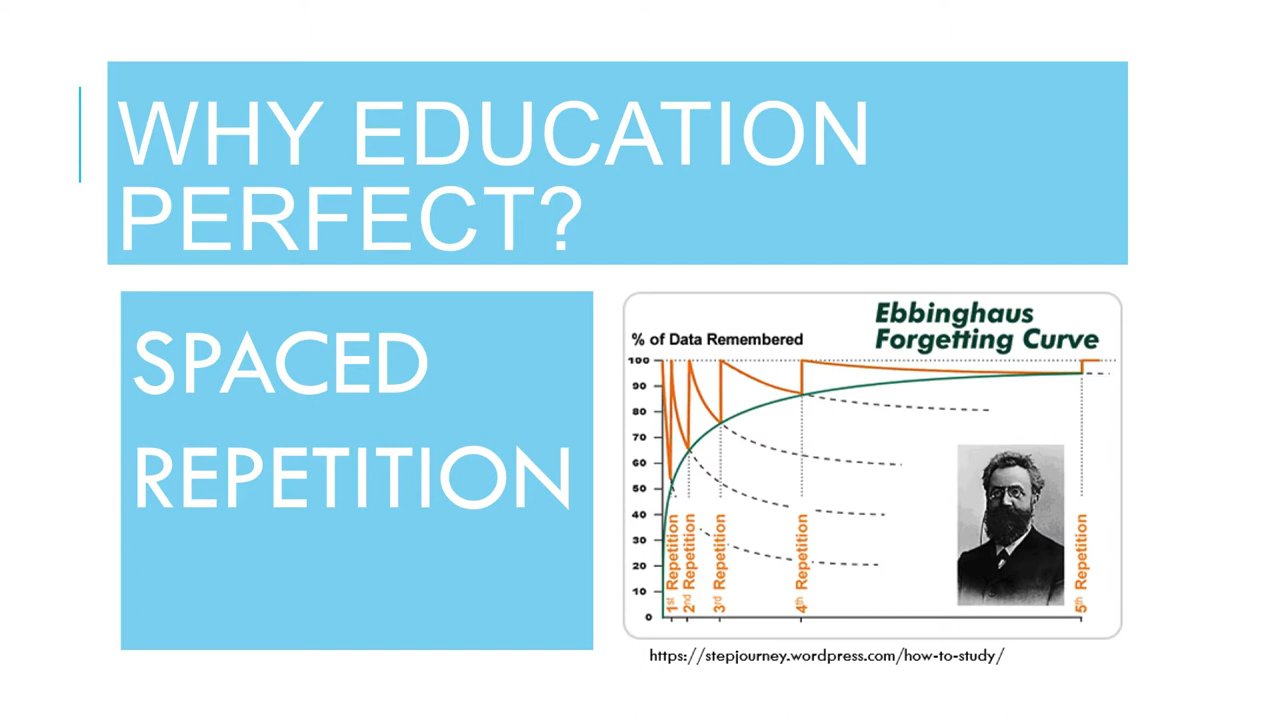 WHY EDUCATION
PERFECT?
SPACED
REPETITION
Ebbinghaus
Forgetting Curve
% of Data Remembered
100
90
80
70
60
50
40
30
20
10
0
1st Repetition
2nd Repetition
3rd Repetition
4th Repetition
5th Repetition
https://stepjourney.wordpress.com/how-to-study/